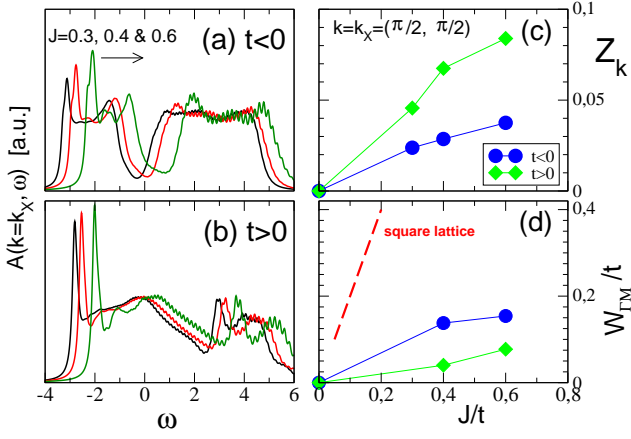 J=0.3, 0.4 & 0.6
(a) t<0
A(k=k_X, ω) [a.u.]
(b) t>0
-4 -2 0 2 4 6
ω
k=k_X=(π/2, π/2)
(c)
0,1
Z_k
0,05
t<0
t>0
0
(d)
0,4
square lattice
W_ΓM/t
0,2
0
0 0,2 0,4 0,6 0,8
J/t